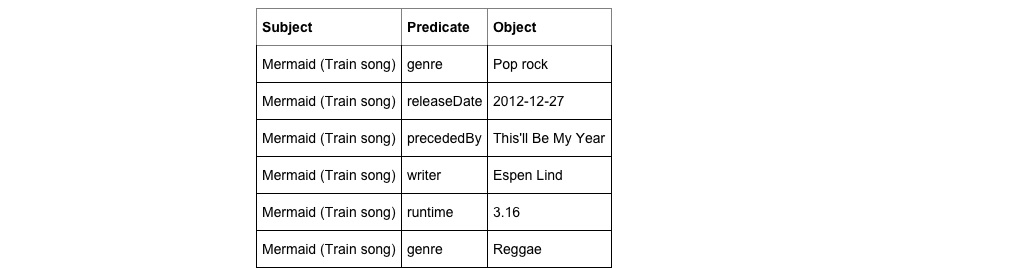 Subject Predicate Object
Mermaid (Train song) genre Pop rock
Mermaid (Train song) releaseDate 2012-12-27
Mermaid (Train song) precededBy This'll Be My Year
Mermaid (Train song) writer Espen Lind
Mermaid (Train song) runtime 3.16
Mermaid (Train song) genre Reggae